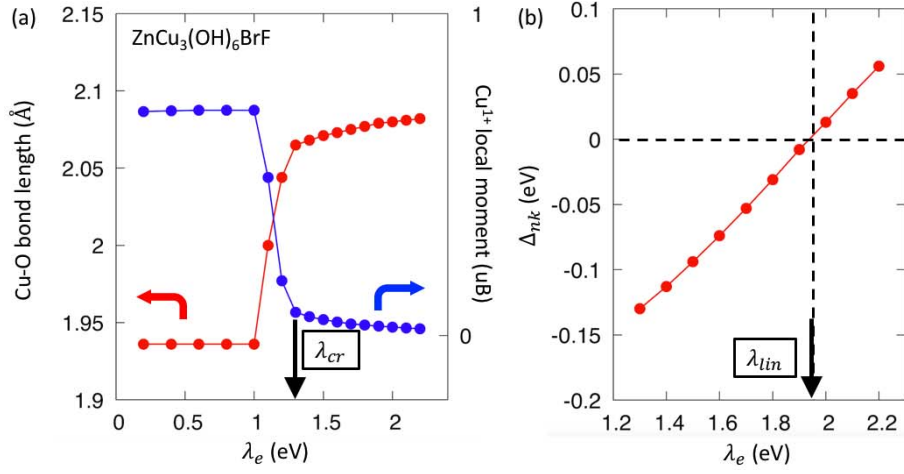 (a)
ZnCu₃(OH)₆BrF
Cu-O bond length (Å)
2.15
2.1
2.05
2
1.95
1.9
0 0.5 1 1.5 2
λₑ (eV)
1
0
Cu¹⁺ local moment (uB)
λcr
(b)
Δnk (eV)
0.1
0.05
0
-0.05
-0.1
-0.15
-0.2
1.2 1.4 1.6 1.8 2.0 2.2
λₑ (eV)
λlin